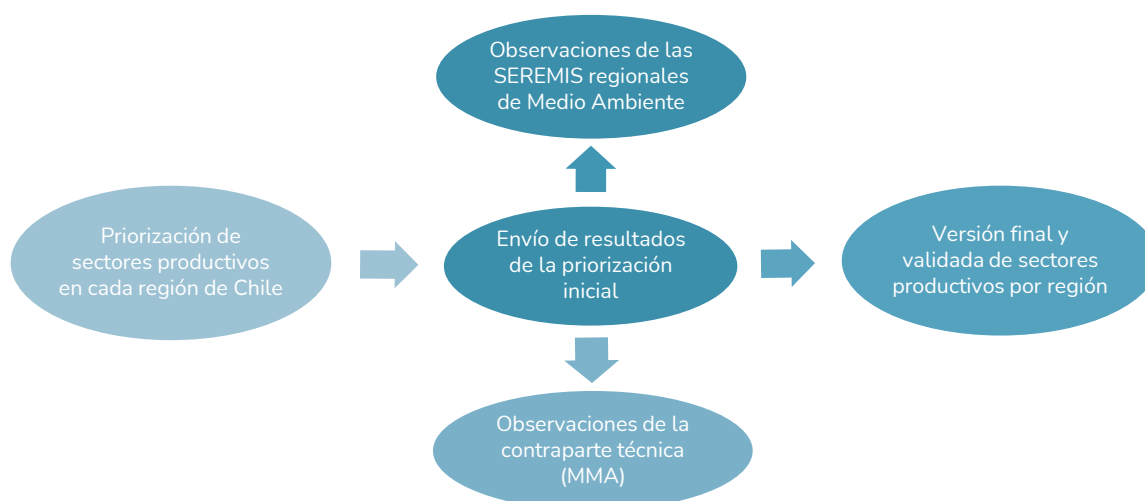 Observaciones de las
SEREMIS regionales
de Medio Ambiente
Priorización de
sectores productivos
en cada región de Chile
Envío de resultados
de la priorización
inicial
Versión final y
validada de sectores
productivos por región
Observaciones de la
contraparte técnica
(MMA)